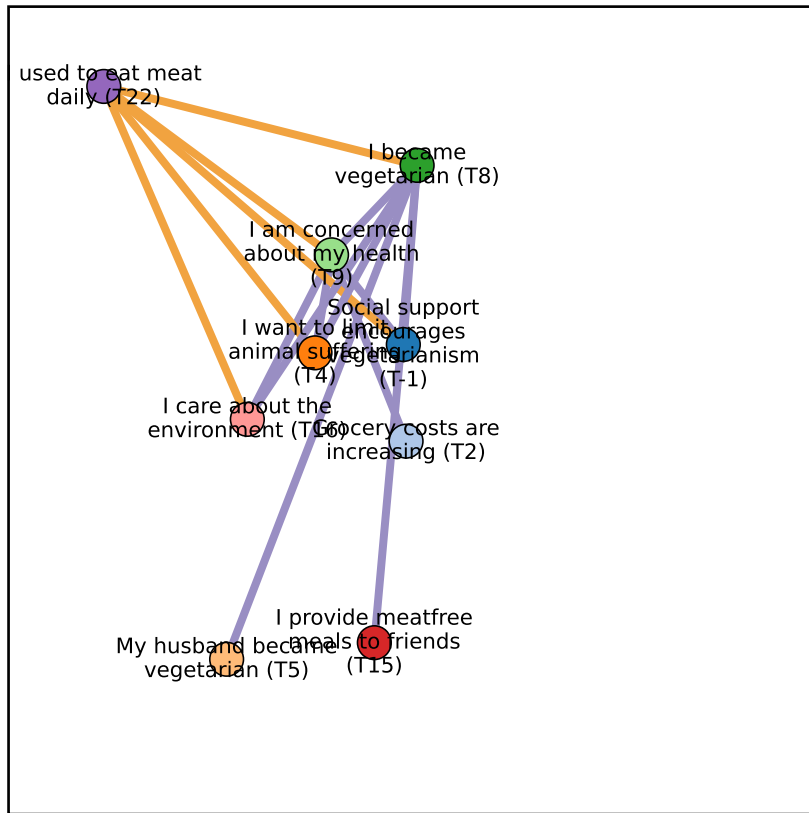 used to eat meat
daily (T22)
I became
vegetarian (T8)
I am concerned
about my health
(T9)
Social support
encourages
vegetarianism
(T-1)
I want to limit
animal suffering
(T4)
I care about the
environment (T16)
Grocery costs are
increasing (T2)
I provide meatfree
meals to friends
(T15)
My husband became
vegetarian (T5)